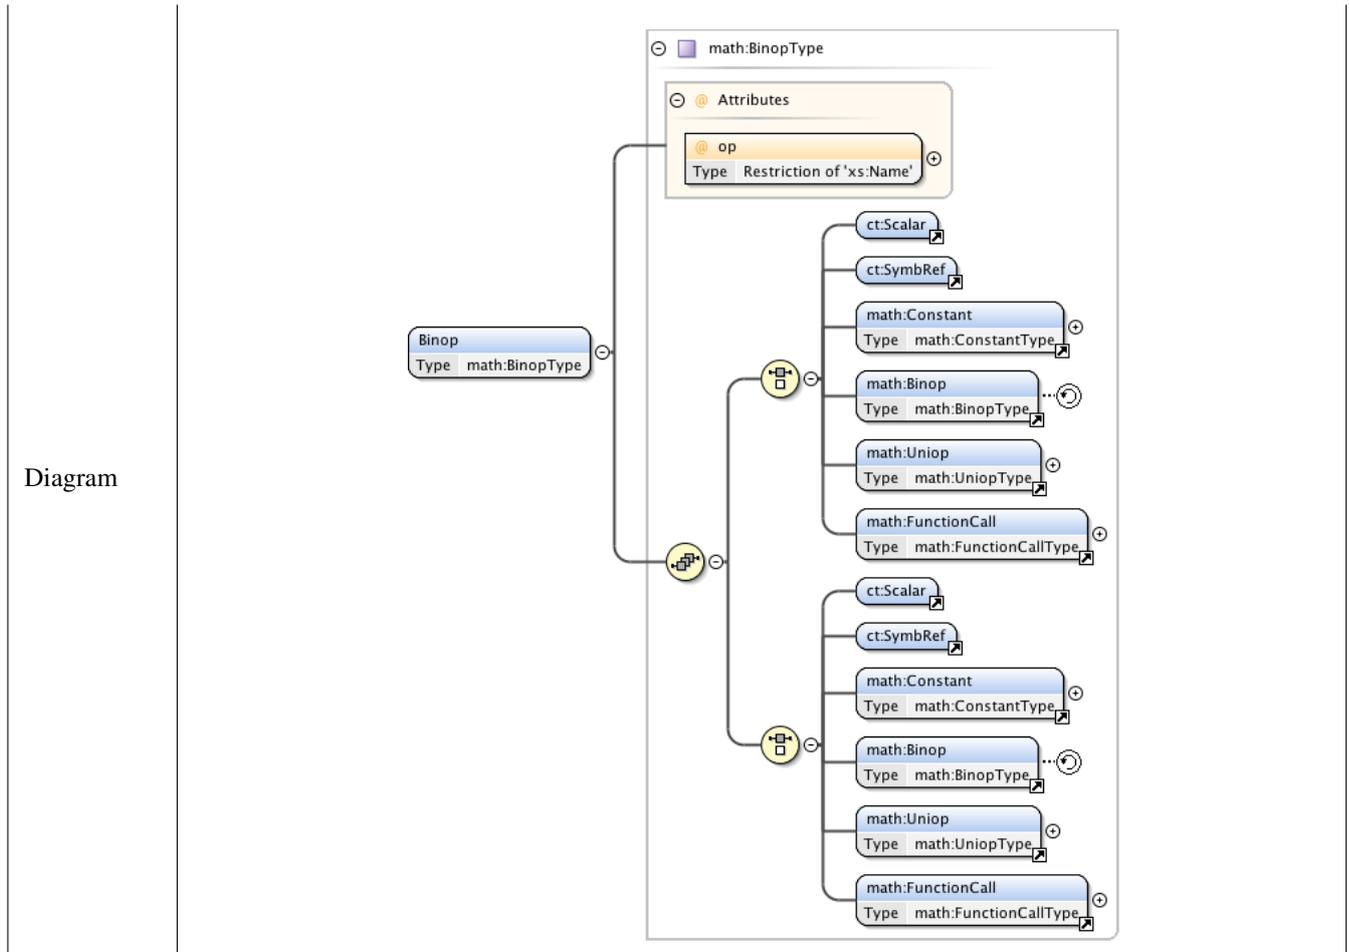 Diagram
math:BinopType
@ Attributes
@ op
Type Restriction of 'xs:Name'
Binop
Type math:BinopType
ct:Scalar
ct:SymbRef
math:Constant
Type math:ConstantType
math:Binop
Type math:BinopType
math:Uniop
Type math:UniopType
math:FunctionCall
Type math:FunctionCallType
ct:Scalar
ct:SymbRef
math:Constant
Type math:ConstantType
math:Binop
Type math:BinopType
math:Uniop
Type math:UniopType
math:FunctionCall
Type math:FunctionCallType